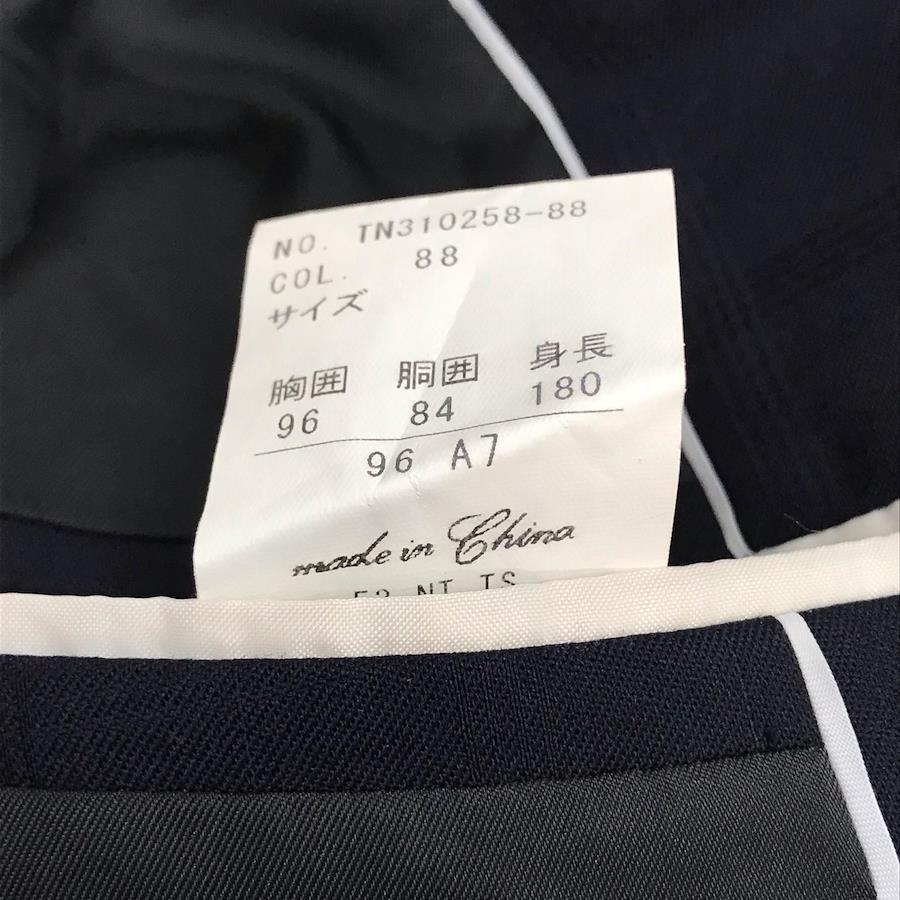 NO. TN310258-88
COL. 88
サイズ
胸囲 胴囲 身長
96 84 180
96 A7
made in China